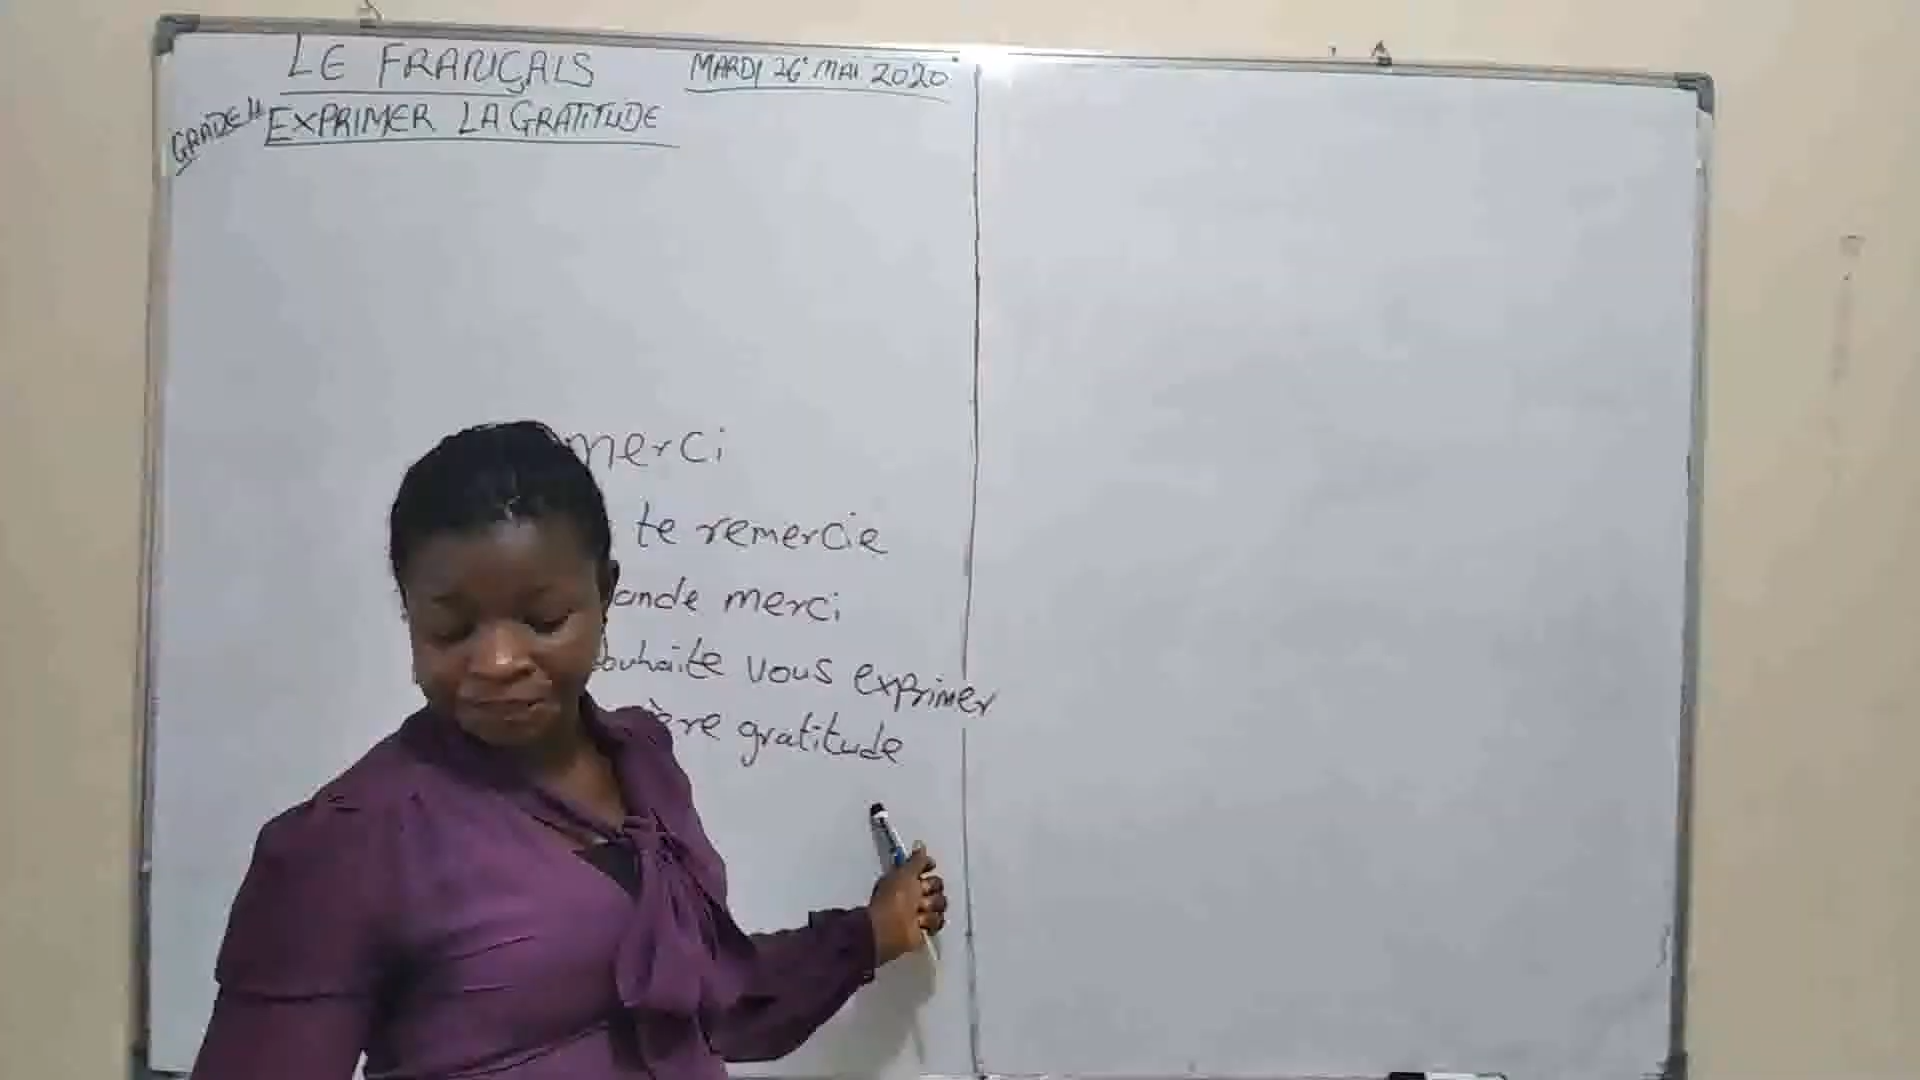 LE FRANÇAIS
MARDI 26 MAI 2020
GRADE 11
EXPRIMER LA GRATITUDE
merci
te remercie
ande merci
souhaite vous exprimer
ère gratitude